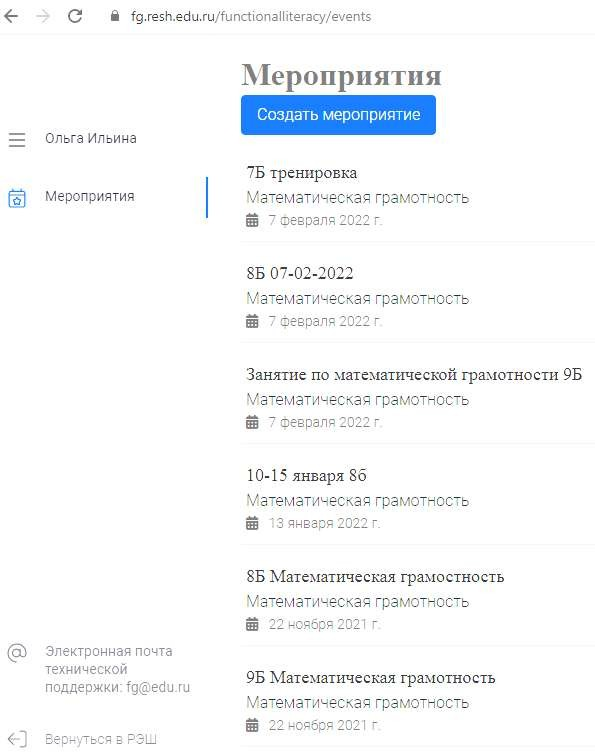 fg.resh.edu.ru/functionalliteracy/events
Мероприятия
Создать мероприятие
Ольга Ильина
Мероприятия
7Б тренировка
Математическая грамотность
7 февраля 2022 г.
8Б 07-02-2022
Математическая грамотность
7 февраля 2022 г.
Занятие по математической грамотности 9Б
Математическая грамотность
7 февраля 2022 г.
10-15 января 8б
Математическая грамотность
13 января 2022 г.
8Б Математическая грамостность
Математическая грамотность
22 ноября 2021 г.
9Б Математическая грамотность
Математическая грамотность
22 ноября 2021 г.
Электронная почта
технической
поддержки: fg@edu.ru
Вернуться в РЭШ